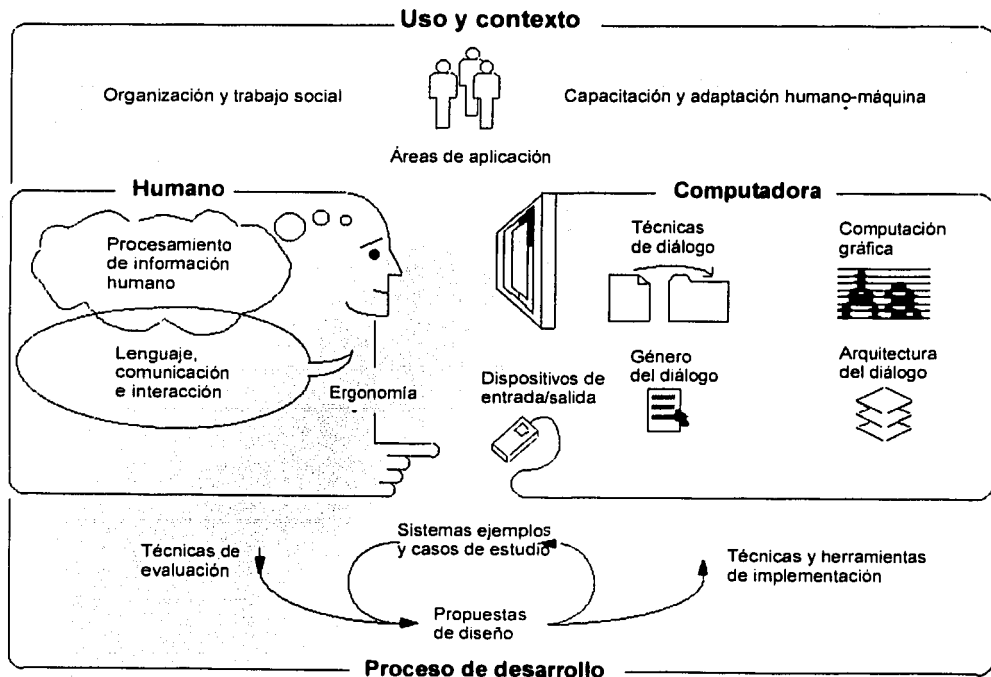 Uso y contexto
Organización y trabajo social
Capacitación y adaptación humano-máquina
Áreas de aplicación
Humano
Computadora
Procesamiento
de información
humano
Técnicas
de diálogo
Computación
gráfica
Lenguaje,
comunicación
e interacción
Ergonomía
Dispositivos de
entrada/salida
Género
del diálogo
Arquitectura
del diálogo
Técnicas de
evaluación
Sistemas ejemplos
y casos de estudio
Técnicas y herramientas
de implementación
Propuestas
de diseño
Proceso de desarrollo